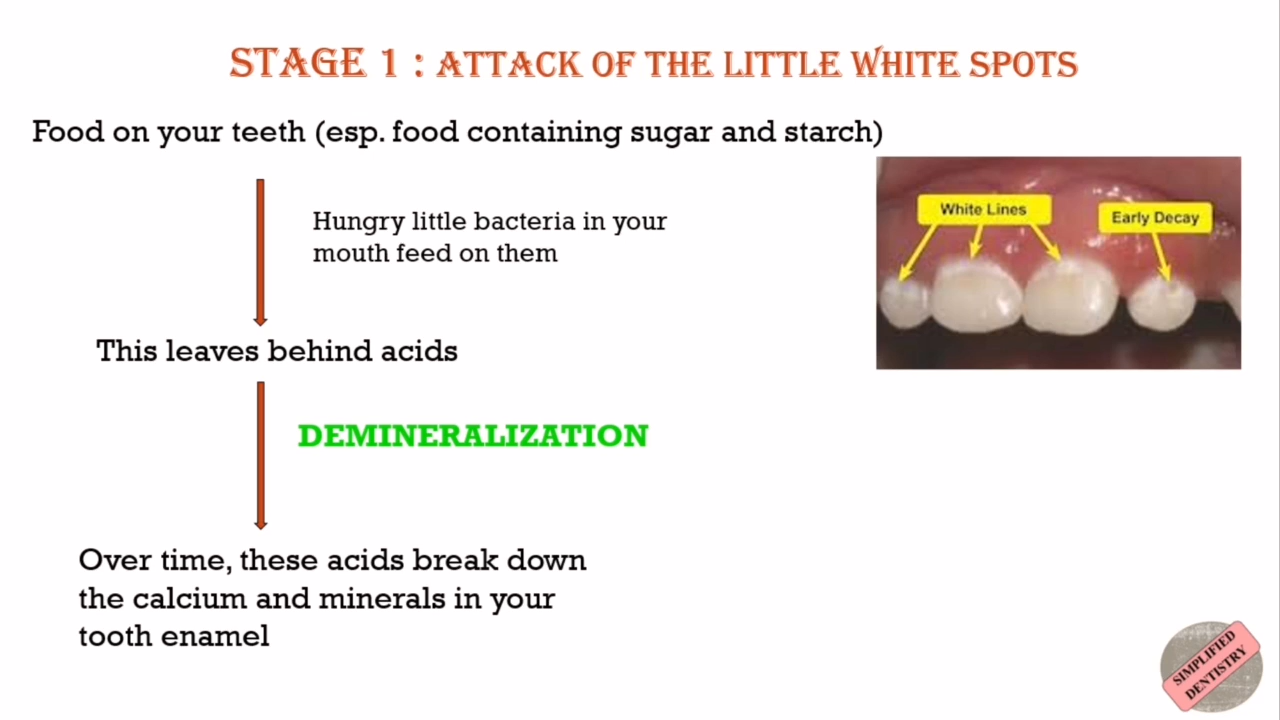 STAGE 1 : ATTACK OF THE LITTLE WHITE SPOTS
Food on your teeth (esp. food containing sugar and starch)
Hungry little bacteria in your
mouth feed on them
White Lines
Early Decay
This leaves behind acids
DEMINERALIZATION
Over time, these acids break down
the calcium and minerals in your
tooth enamel
SIMPLIFIED
DENTISTRY